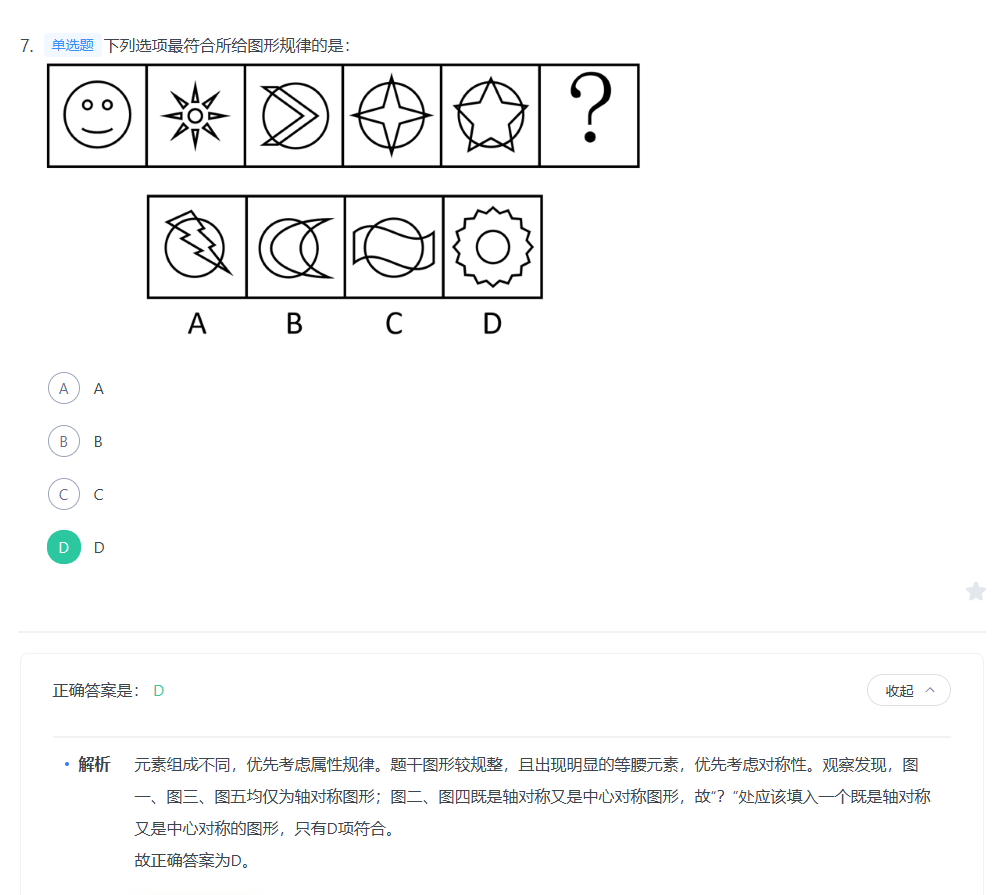 7. 单选题 下列选项最符合所给图形规律的是：
?
A B C D
A A
B B
C C
D D
正确答案是： D
收起
解析 元素组成不同，优先考虑属性规律。题干图形较规整，且出现明显的等腰元素，优先考虑对称性。观察发现，图
一、图三、图五均仅为轴对称图形；图二、图四既是轴对称又是中心对称图形，故“？“处应该填入一个既是轴对称
又是中心对称的图形，只有D项符合。
故正确答案为D。